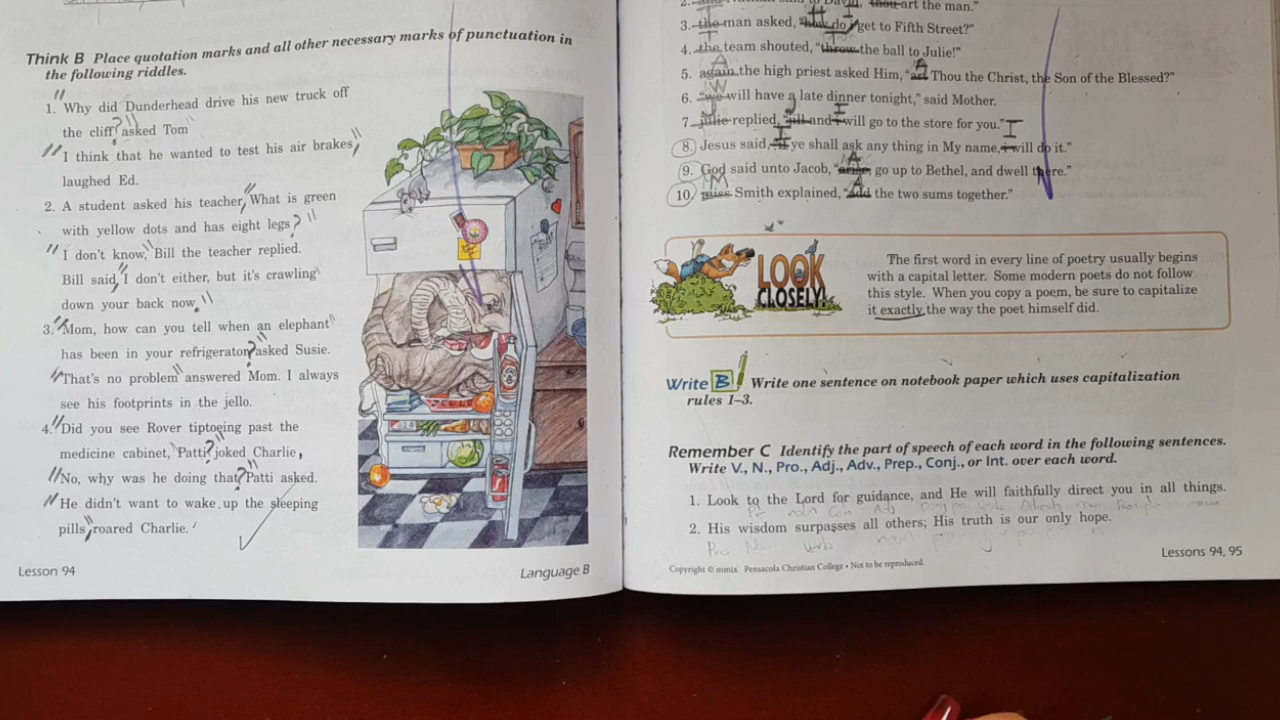 Think B Place quotation marks and all other necessary marks of punctuation in
the following riddles.
1. "Why did Dunderhead drive his new truck off
the cliff?" asked Tom
"I think that he wanted to test his air brakes,"
laughed Ed.
2. A student asked his teacher, "What is green
with yellow dots and has eight legs?"
"I don't know," Bill the teacher replied.
Bill said, "I don't either, but it's crawling
down your back now."
3. "Mom, how can you tell when an elephant
has been in your refrigerator?" asked Susie.
"That's no problem" answered Mom. I always
see his footprints in the jello.
4. "Did you see Rover tiptoeing past the
medicine cabinet, Patti?" joked Charlie,
"No, why was he doing that?" Patti asked.
"He didn't want to wake up the sleeping
pills," roared Charlie.
Lesson 94
Language B
thou art the man."
3. the man asked, "how do I get to Fifth Street?"
4. the team shouted, "throw the ball to Julie!"
5. again the high priest asked Him, "art Thou the Christ, the Son of the Blessed?"
6. "we will have a late dinner tonight," said Mother.
7. julie replied, "jill and i will go to the store for you."
8. Jesus said, "If ye shall ask any thing in My name, i will do it."
9. God said unto Jacob, "arise, go up to Bethel, and dwell there."
10. miss Smith explained, "add the two sums together."
LOOK
CLOSELY!
The first word in every line of poetry usually begins
with a capital letter. Some modern poets do not follow
this style. When you copy a poem, be sure to capitalize
it exactly the way the poet himself did.
Write B Write one sentence on notebook paper which uses capitalization
rules 1–3.
Remember C Identify the part of speech of each word in the following sentences.
Write V., N., Pro., Adj., Adv., Prep., Conj., or Int. over each word.
1. Look to the Lord for guidance, and He will faithfully direct you in all things.
2. His wisdom surpasses all others; His truth is our only hope.
Pro Noun verb noun
Lessons 94, 95
Copyright © mmix Pensacola Christian College • Not to be reproduced.